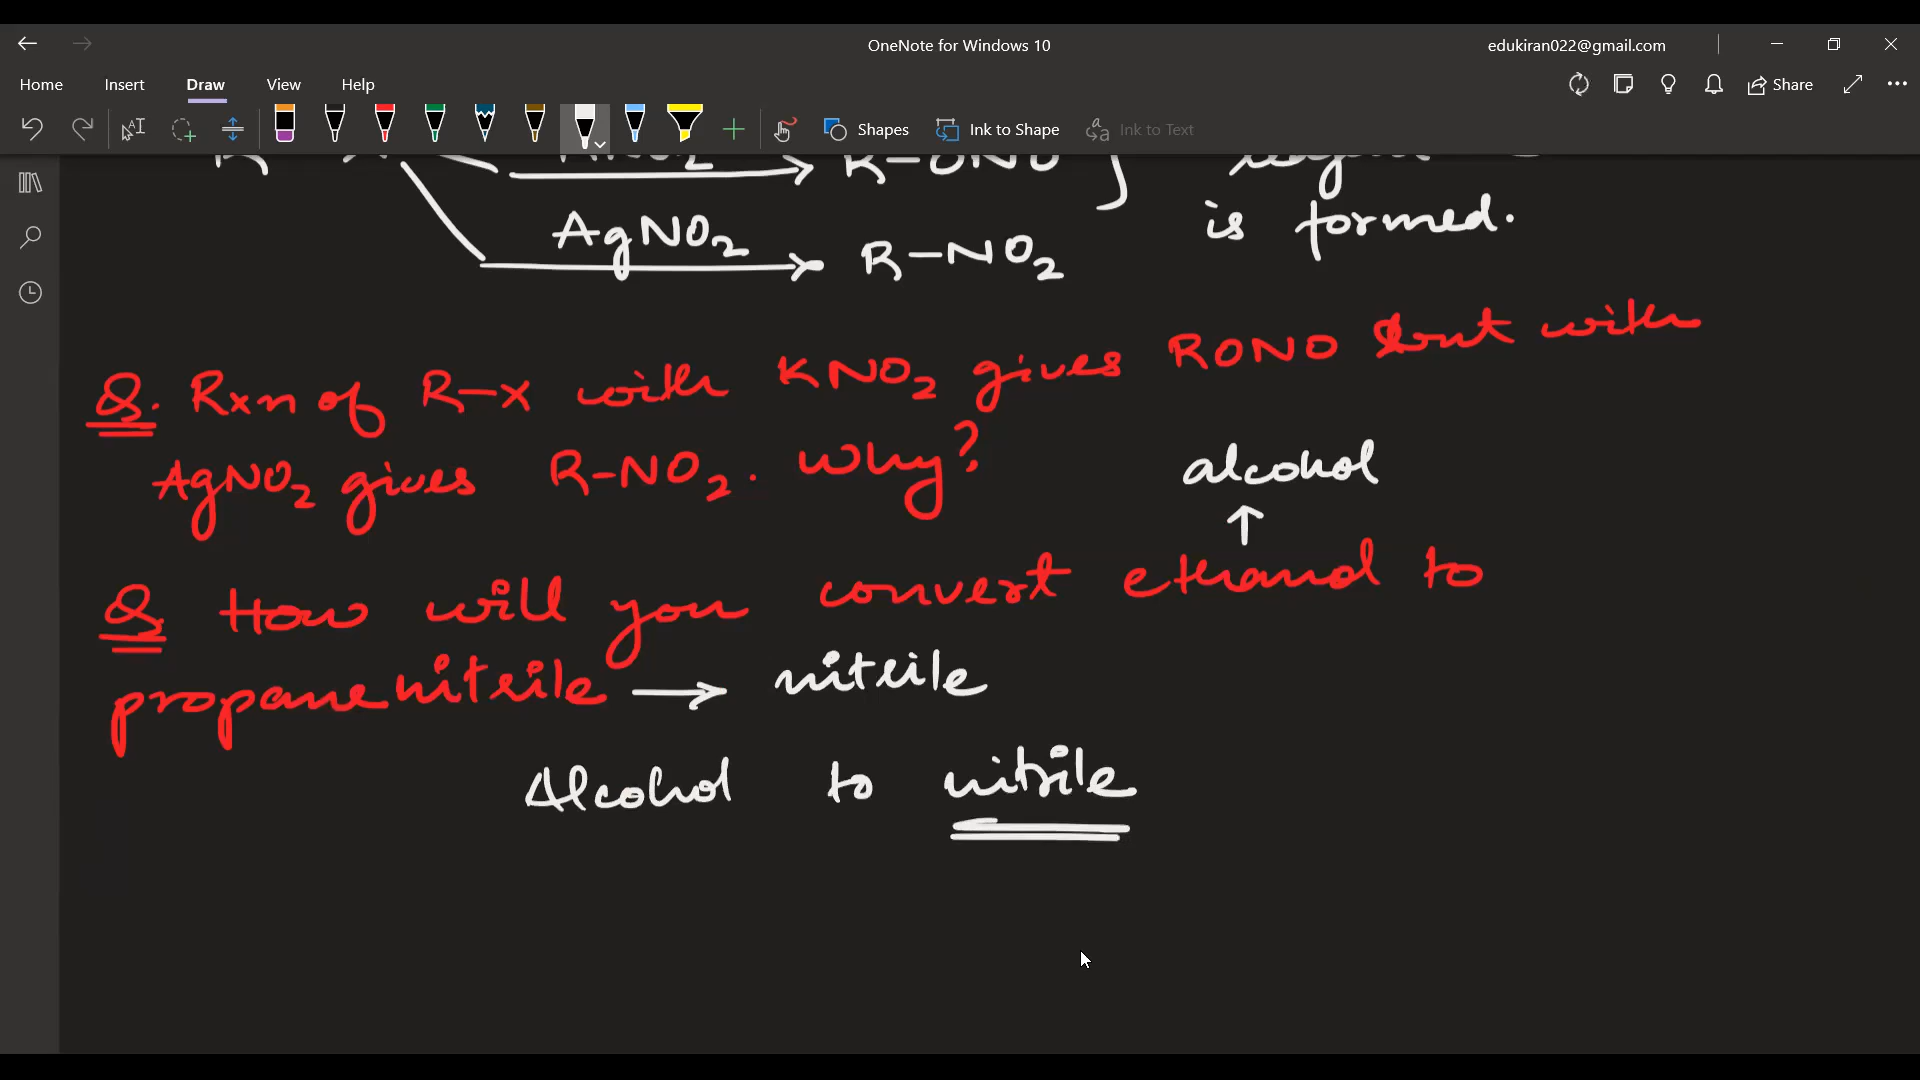 OneNote for Windows 10
edukiran022@gmail.com
Home Insert Draw View Help
Share
Shapes Ink to Shape Ink to Text
R-ONO
is formed.
AgNO2 R-NO2
Q. Rxn of R-X with KNO2 gives RONO but with
AgNO2 gives R-NO2. Why?
alcohol
↑
Q How will you convert ethanol to
propanenitrile → nitrile
Alcohol to nitrile